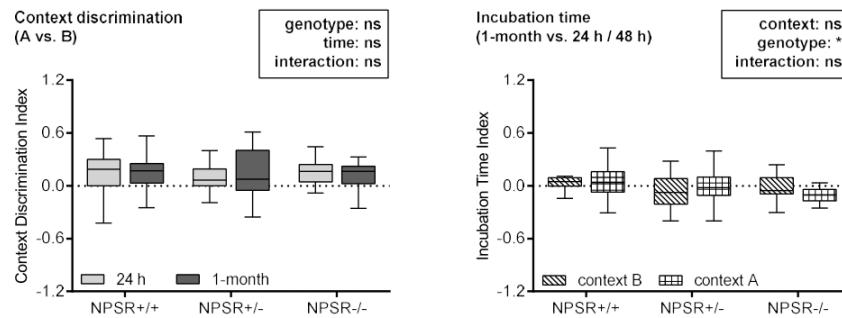 Context discrimination
(A vs. B)
genotype: ns
time: ns
interaction: ns
Context Discrimination Index
1.2
0.6
0.0
-0.6
-1.2
24 h
1-month
NPSR+/+
NPSR+/-
NPSR-/-
Incubation time
(1-month vs. 24 h / 48 h)
context: ns
genotype: *
interaction: ns
Incubation Time Index
1.2
0.6
0.0
-0.6
-1.2
context B
context A
NPSR+/+
NPSR+/-
NPSR-/-